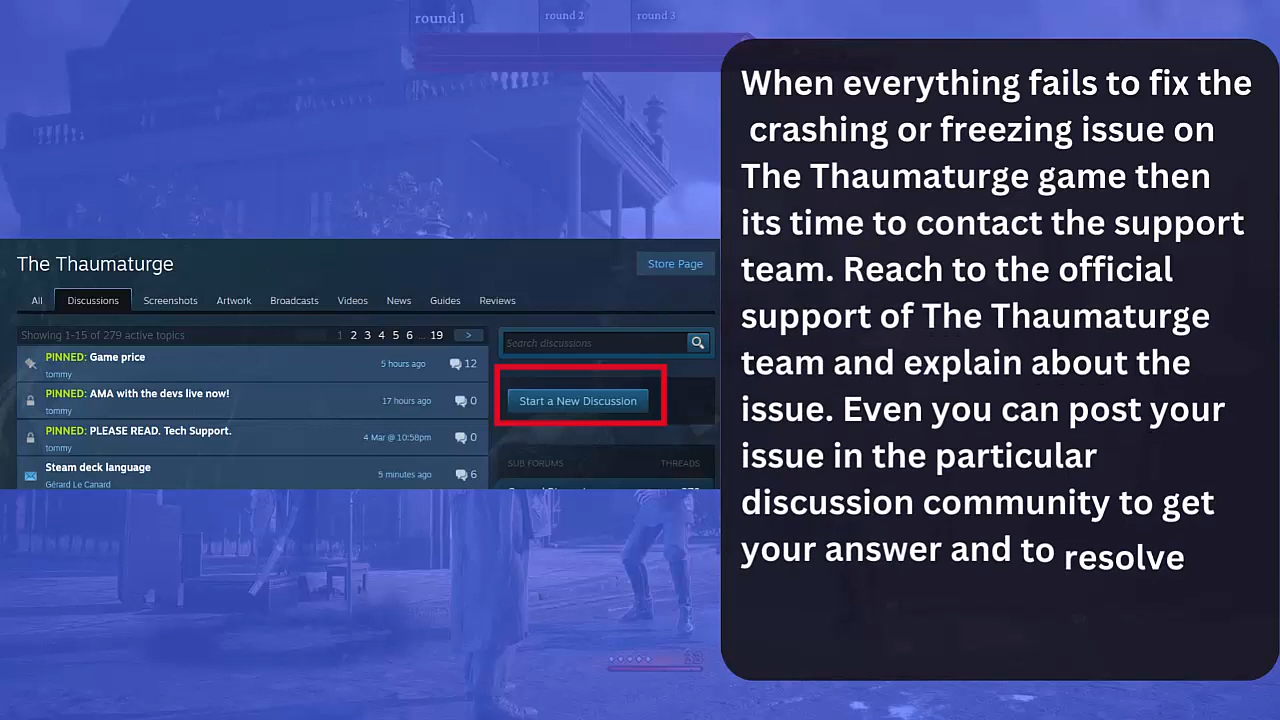 round 1
round 2
round 3
The Thaumaturge
Store Page
All
Discussions
Screenshots
Artwork
Broadcasts
Videos
News
Guides
Reviews
Showing 1-15 of 279 active topics
1 2 3 4 5 6 ... 19 >
Search discussions
PINNED: Game price
tommy
5 hours ago
12
PINNED: AMA with the devs live now!
tommy
17 hours ago
0
PINNED: PLEASE READ. Tech Support.
tommy
4 Mar @ 10:58pm
0
Steam deck language
Gérard Le Canard
5 minutes ago
6
Start a New Discussion
SUB FORUMS
THREADS
When everything fails to fix the
crashing or freezing issue on
The Thaumaturge game then
its time to contact the support
team. Reach to the official
support of The Thaumaturge
team and explain about the
issue. Even you can post your
issue in the particular
discussion community to get
your answer and to resolve